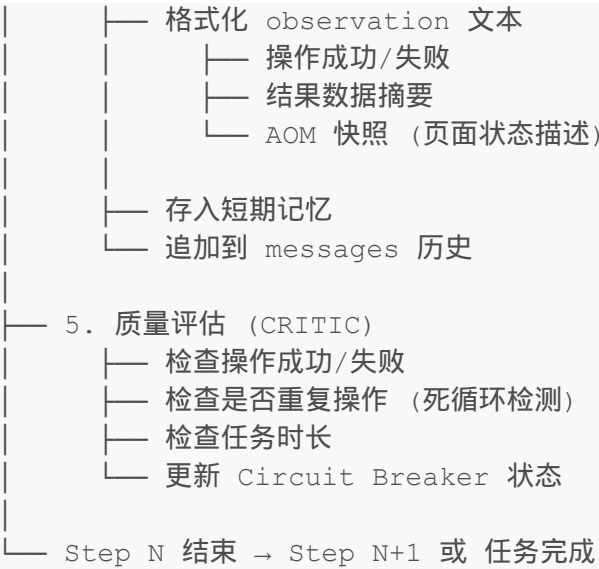 │      ├── 格式化 observation 文本
│      │     ├── 操作成功/失败
│      │     ├── 结果数据摘要
│      │     └── AOM 快照 (页面状态描述)
│      │
│      ├── 存入短期记忆
│      └── 追加到 messages 历史
│
├── 5. 质量评估 (CRITIC)
│      ├── 检查操作成功/失败
│      ├── 检查是否重复操作 (死循环检测)
│      ├── 检查任务时长
│      └── 更新 Circuit Breaker 状态
│
└── Step N 结束 → Step N+1 或 任务完成